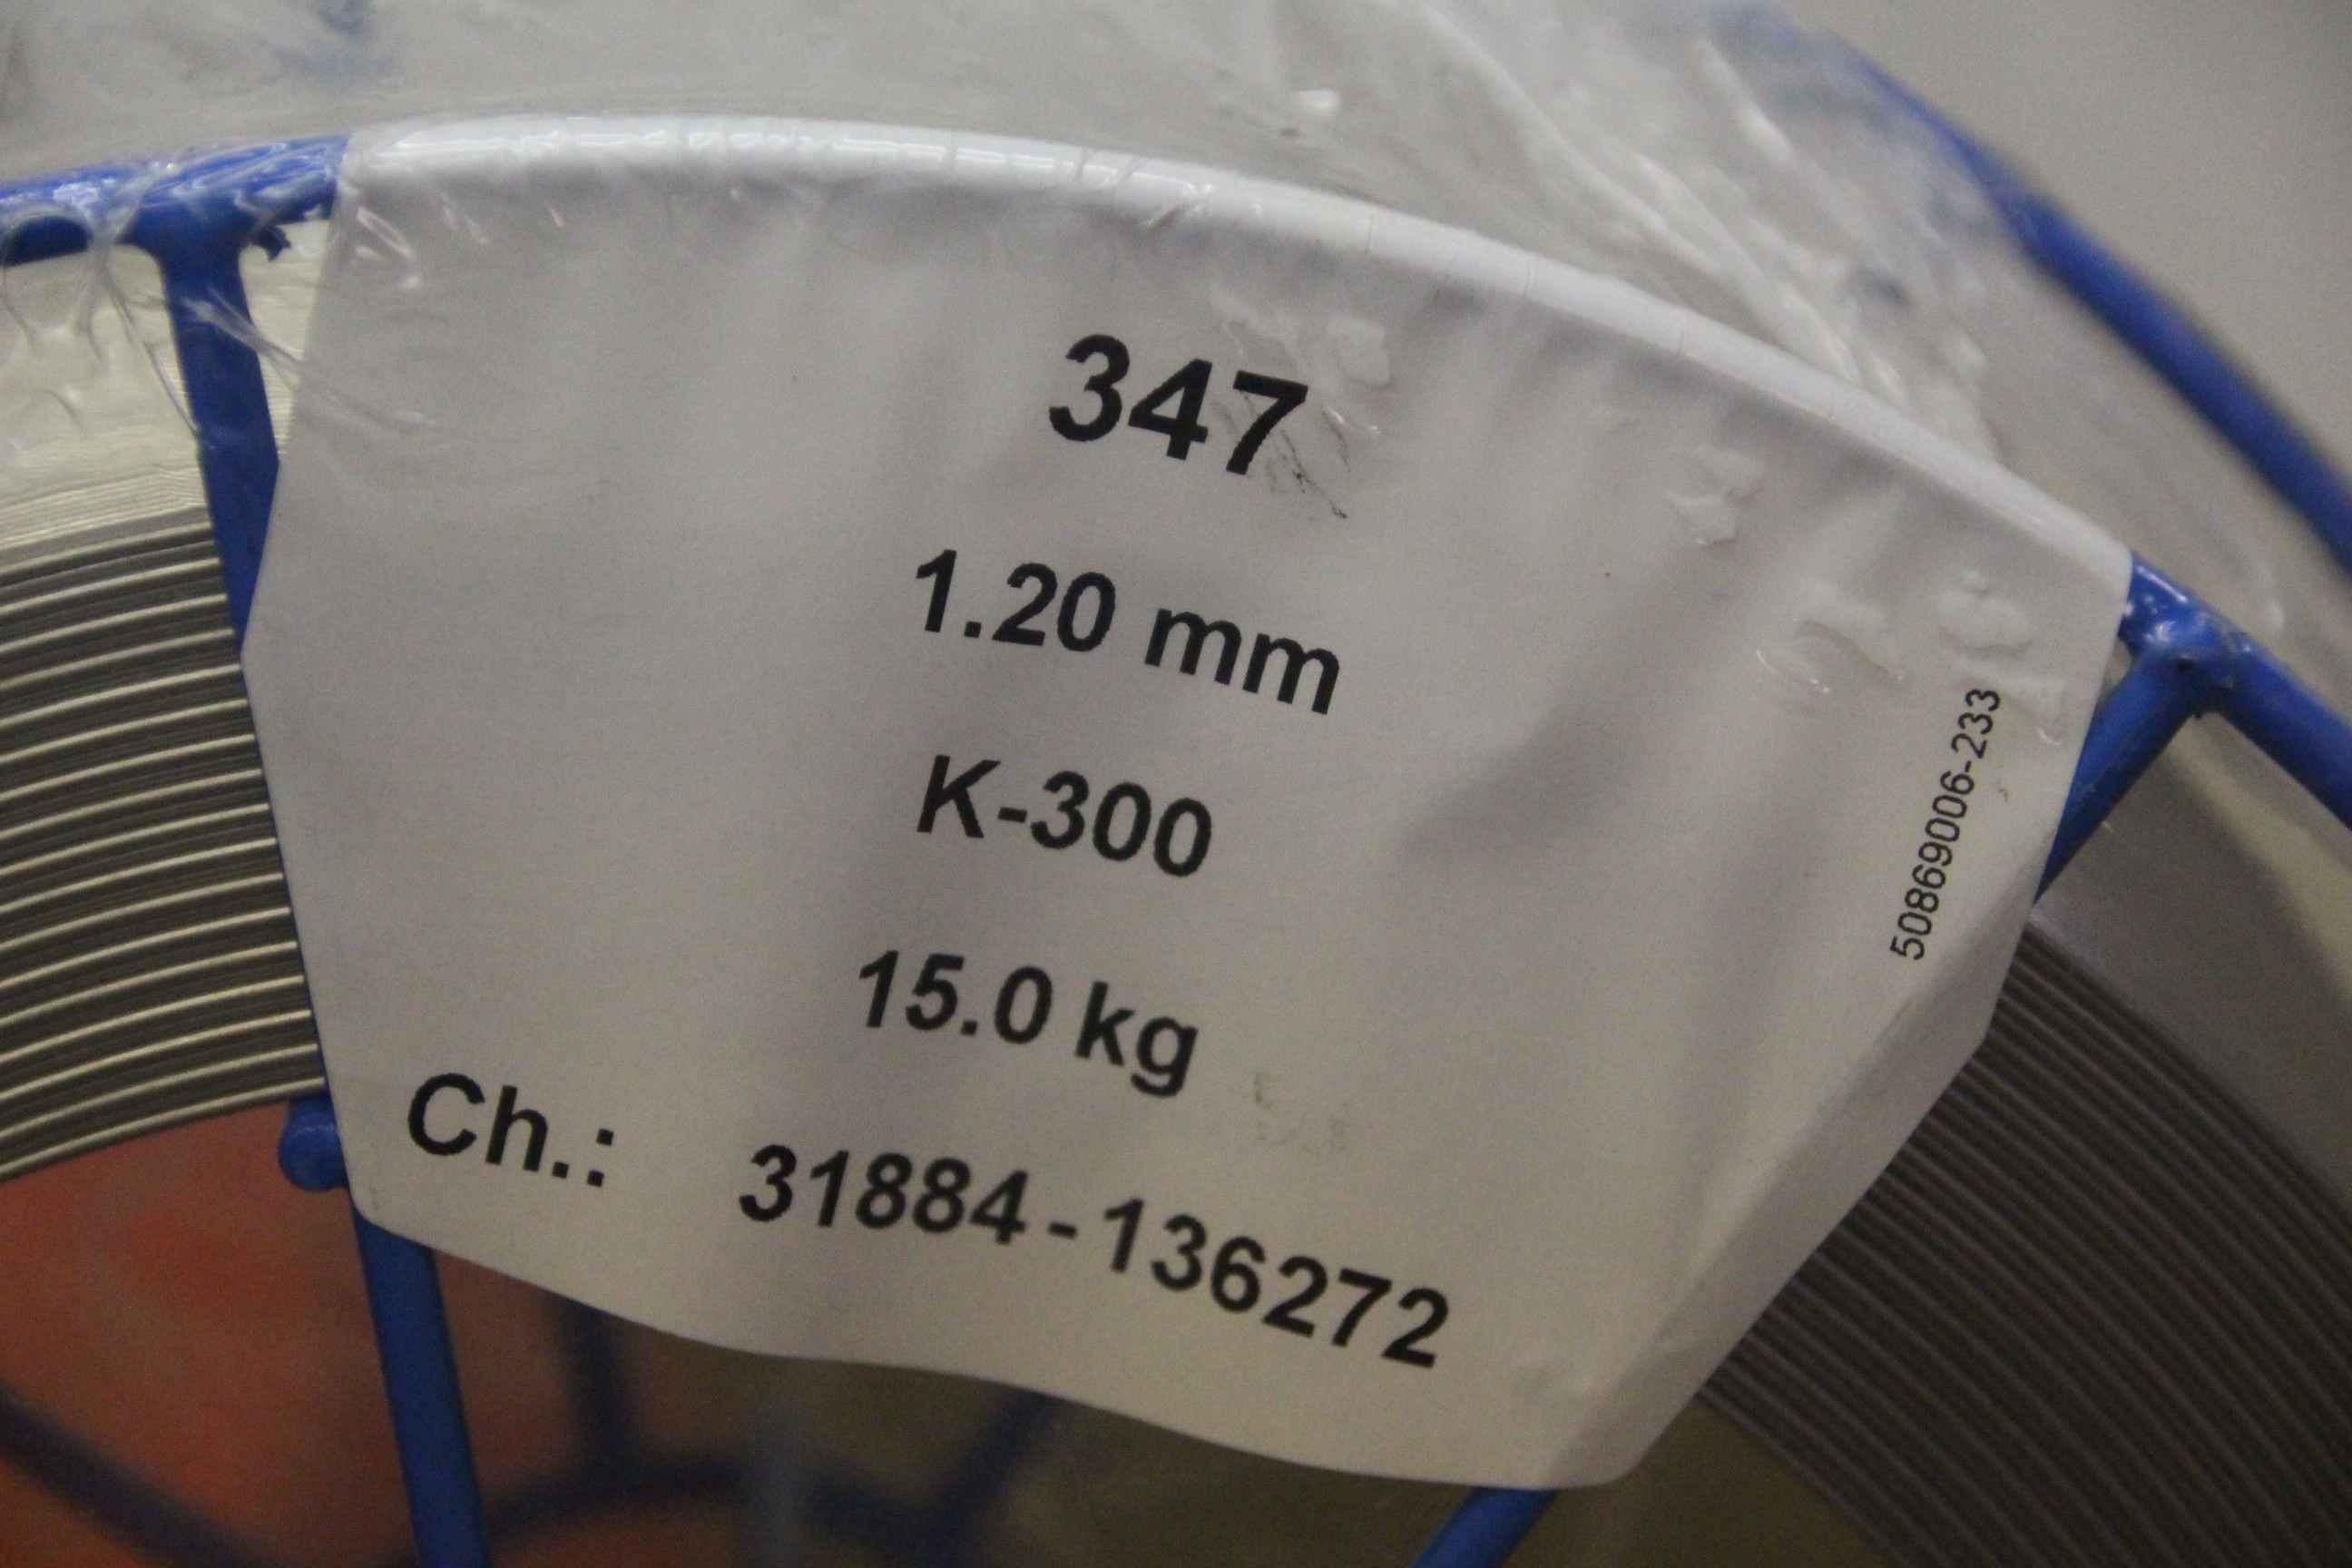 347
1.20 mm
K-300
15.0 kg
Ch.: 31884-136272
50869006-233